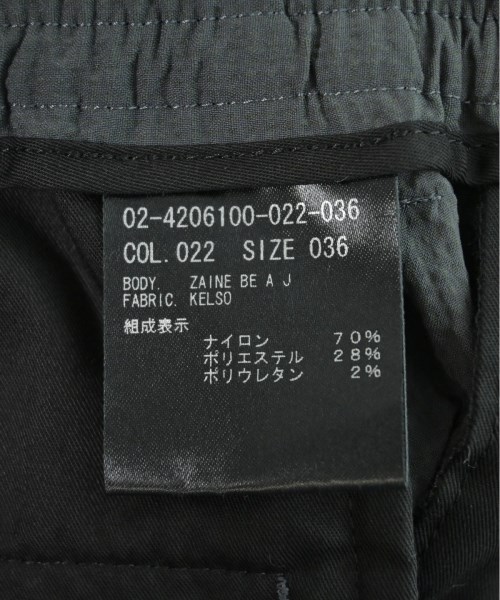 02-4206100-022-036
COL. 022 SIZE 036
BODY. ZAINE BE A J
FABRIC. KELSO
組成表示
ナイロン 70%
ポリエステル 28%
ポリウレタン 2%